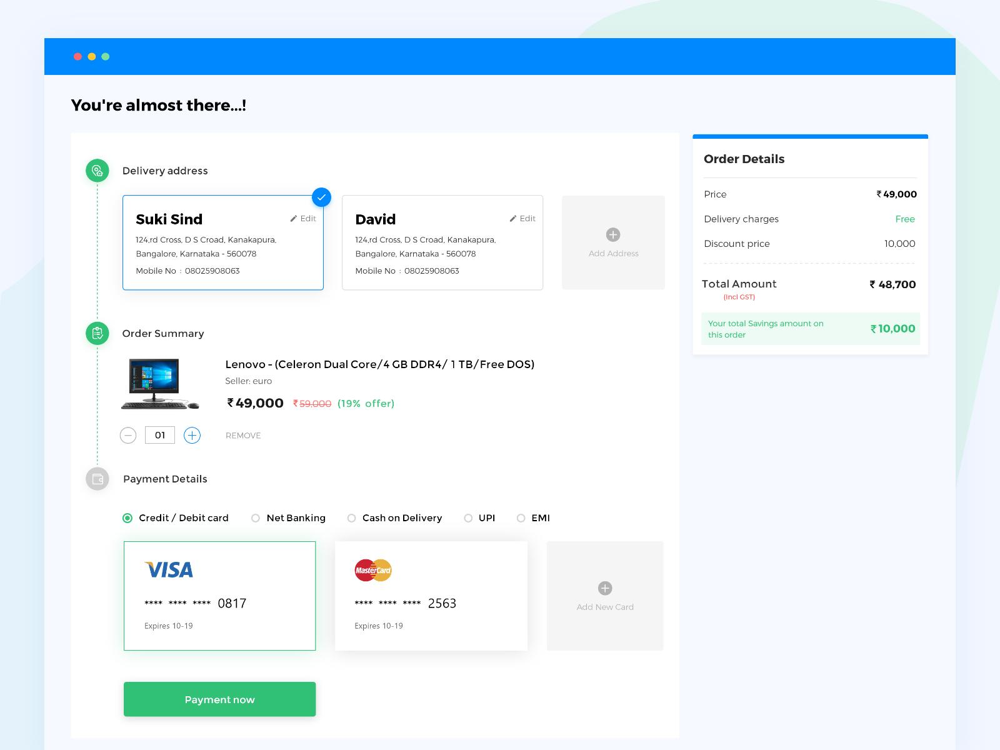 You're almost there...!
Delivery address
Suki Sind
Edit
124,rd Cross, D S Croad, Kanakapura,
Bangalore, Karnataka - 560078
Mobile No : 08025908063
David
Edit
124,rd Cross, D S Croad, Kanakapura,
Bangalore, Karnataka - 560078
Mobile No : 08025908063
Add Address
Order Summary
Lenovo - (Celeron Dual Core/4 GB DDR4/ 1 TB/Free DOS)
Seller: euro
₹ 49,000 ₹ 59.000 (19% offer)
01
REMOVE
Payment Details
Credit / Debit card
Net Banking
Cash on Delivery
UPI
EMI
VISA
**** **** **** 0817
Expires 10-19
MasterCard
**** **** **** 2563
Expires 10-19
Add New Card
Payment now
Order Details
Price ₹ 49,000
Delivery charges Free
Discount price 10,000
Total Amount ₹ 48,700
(Incl GST)
Your total Savings amount on
this order
₹ 10,000